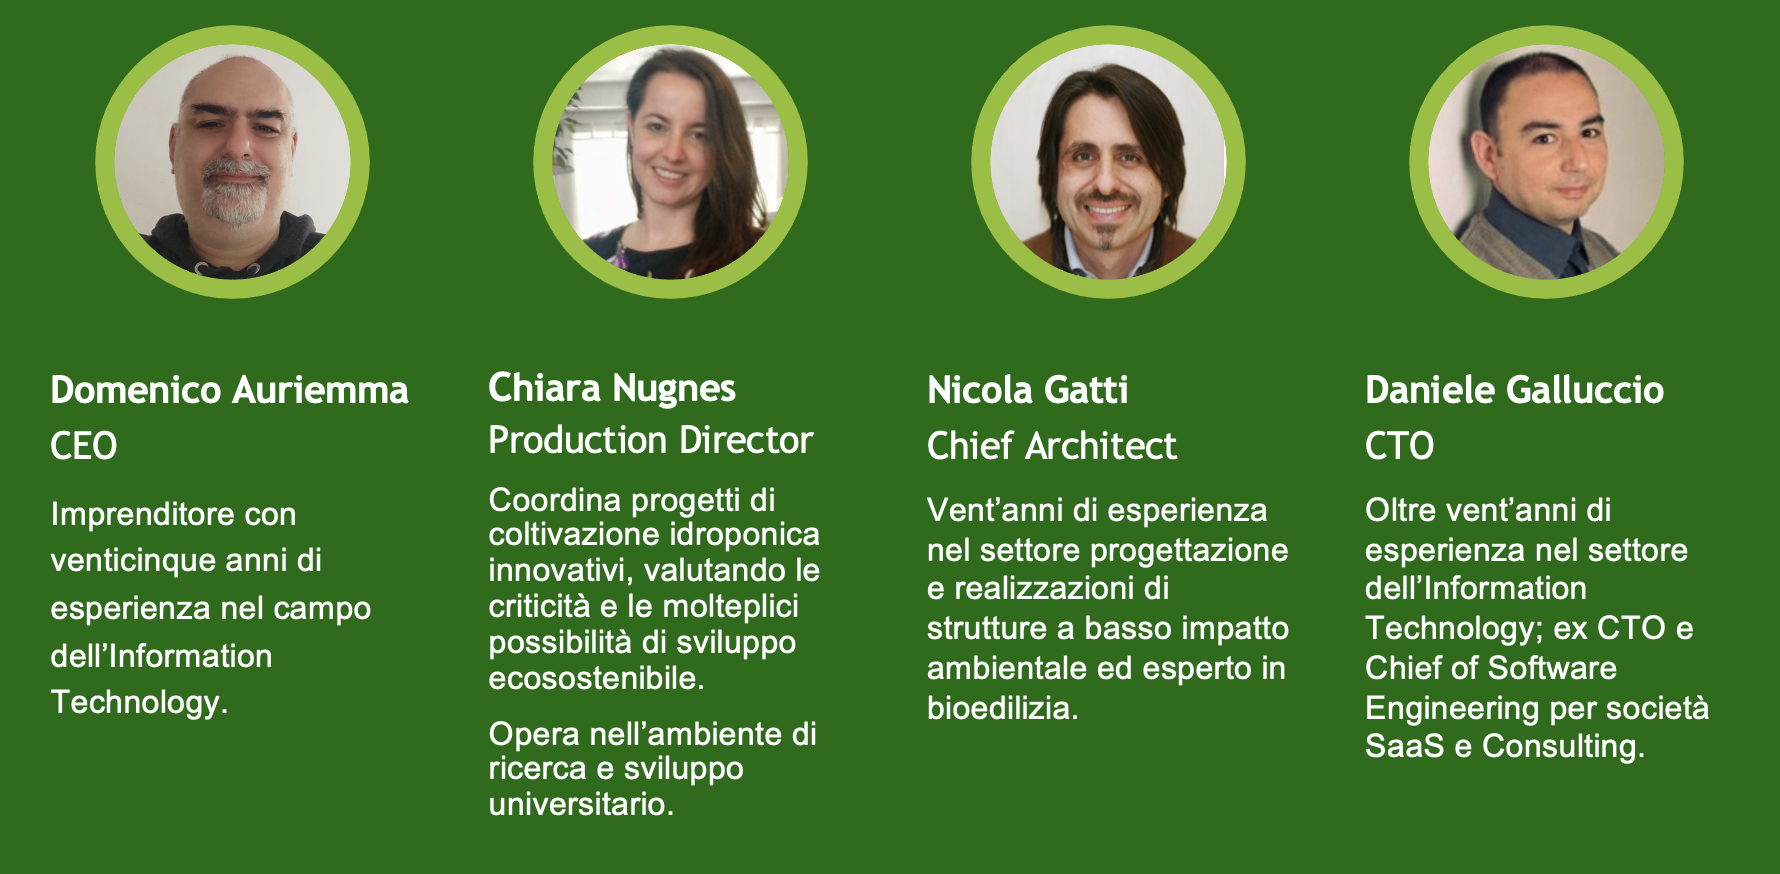 Domenico Auriemma
CEO
Imprenditore con
venticinque anni di
esperienza nel campo
dell’Information
Technology.
Chiara Nugnes
Production Director
Coordina progetti di
coltivazione idroponica
innovativi, valutando le
criticità e le molteplici
possibilità di sviluppo
ecosostenibile.
Opera nell’ambiente di
ricerca e sviluppo
universitario.
Nicola Gatti
Chief Architect
Vent’anni di esperienza
nel settore progettazione
e realizzazioni di
strutture a basso impatto
ambientale ed esperto in
bioedilizia.
Daniele Galluccio
CTO
Oltre vent’anni di
esperienza nel settore
dell’Information
Technology; ex CTO e
Chief of Software
Engineering per società
SaaS e Consulting.